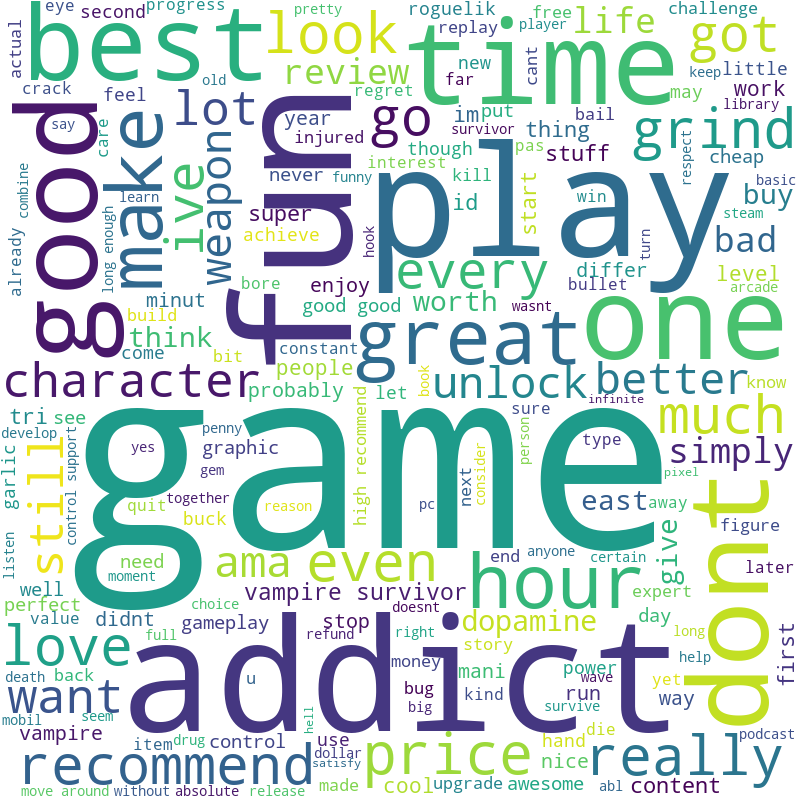 eye
second
progress
actual
best
crack
say
care
feel
good
already
combine
long enough
learn
make
ive
lot
weapon
fun
look
review
year
injured
never
funny
super
achieve
bore
hook
regret
interest
though
go
im
put
survivor
kill
id
time
pretty
roguelik
replay
far
new
free
player
cant
bail
thing
pas
stuff
start
win
life
challenge
keep
may
library
got
little
work
grind
respect
cheap
basic
steam
buy
bad
turn
differ
bullet
level
arcade
play
every
worth
wasnt
enjoy
good good
minut
build
think
come
bit
constant
people
probably
let
great
one
character
unlock
better
know
infinite
book
sure
type
much
simply
pixel
tri
see
develop
garlic
still
control support
listen
yes
penny
graphic
gem
together
quit
buck
reason
game
high recommend
pc
next
consider
person
east
away
figure
later
need
moment
ama
even
end
anyone
certain
hour
give
expert
day
dont
well
perfect
value
didnt
choice
vampire survivor
gameplay
stop
doesnt
refund
right
dopamine
story
long
first
love
full
back
death
want
mobil
seem
vampire
addict
u
money
bug
big
mani
kind
power
run
wave
survive
help
yet
way
die
podcast
item
drug
control
hell
use
dollar
satisfy
hand
nice
recommend
price
really
move around
without
absolute
release
made
cool
upgrade
awesome
abl
content